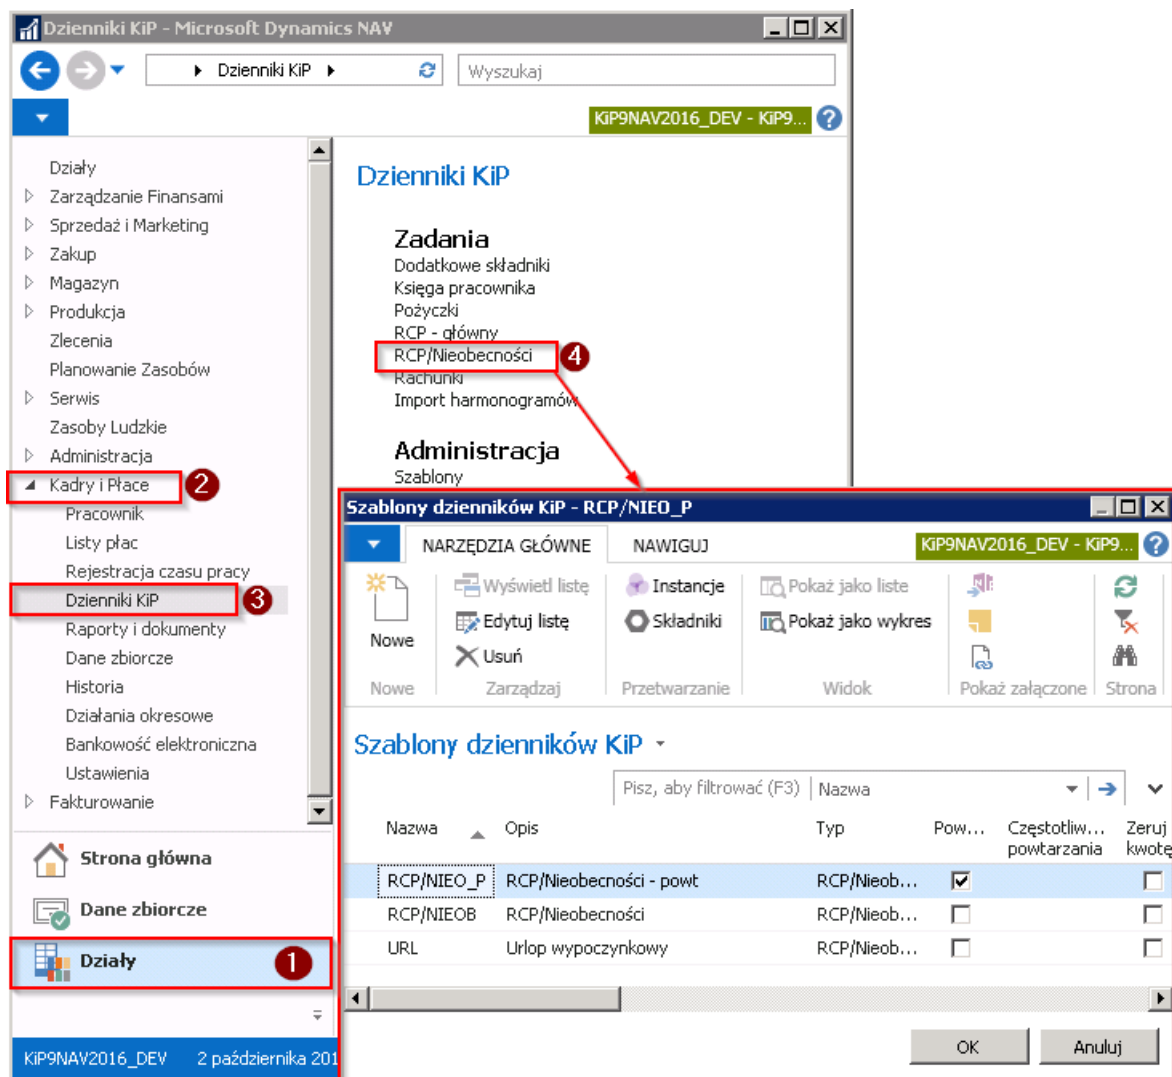 Dzienniki KiP - Microsoft Dynamics NAV
Dzienniki KiP
Wyszukaj
KiP9NAV2016_DEV - KiP9...
Działy
Zarządzanie Finansami
Sprzedaż i Marketing
Zakup
Magazyn
Produkcja
Zlecenia
Planowanie Zasobów
Serwis
Zasoby Ludzkie
Administracja
Kadry i Płace
2
Pracownik
Listy płac
Rejestracja czasu pracy
Dzienniki KiP
3
Raporty i dokumenty
Dane zbiorcze
Historia
Działania okresowe
Bankowość elektroniczna
Ustawienia
Fakturowanie
Strona główna
Dane zbiorcze
Działy
1
KiP9NAV2016_DEV 2 października 201
Dzienniki KiP
Zadania
Dodatkowe składniki
Księga pracownika
Pożyczki
RCP - główny
RCP/Nieobecności
4
Rachunki
Import harmonogramów
Administracja
Szablony
Szablony dzienników KiP - RCP/NIEO_P
NARZĘDZIA GŁÓWNE NAWIGUJ
KiP9NAV2016_DEV - KiP9...
Nowe
Wyświetl listę
Edytuj listę
Usuń
Instancje
Składniki
Pokaż jako liste
Pokaż jako wykres
Nowe Zarządzaj Przetwarzanie Widok Pokaż załączone Strona
Szablony dzienników KiP
Pisz, aby filtrować (F3) Nazwa
Nazwa Opis Typ Pow... Częstotliw... Zeruj
powtarzania kwotę
RCP/NIEO_P RCP/Nieobecności - powt RCP/Nieob...
RCP/NIEOB RCP/Nieobecności RCP/Nieob...
URL Urlop wypoczynkowy RCP/Nieob...
OK Anuluj